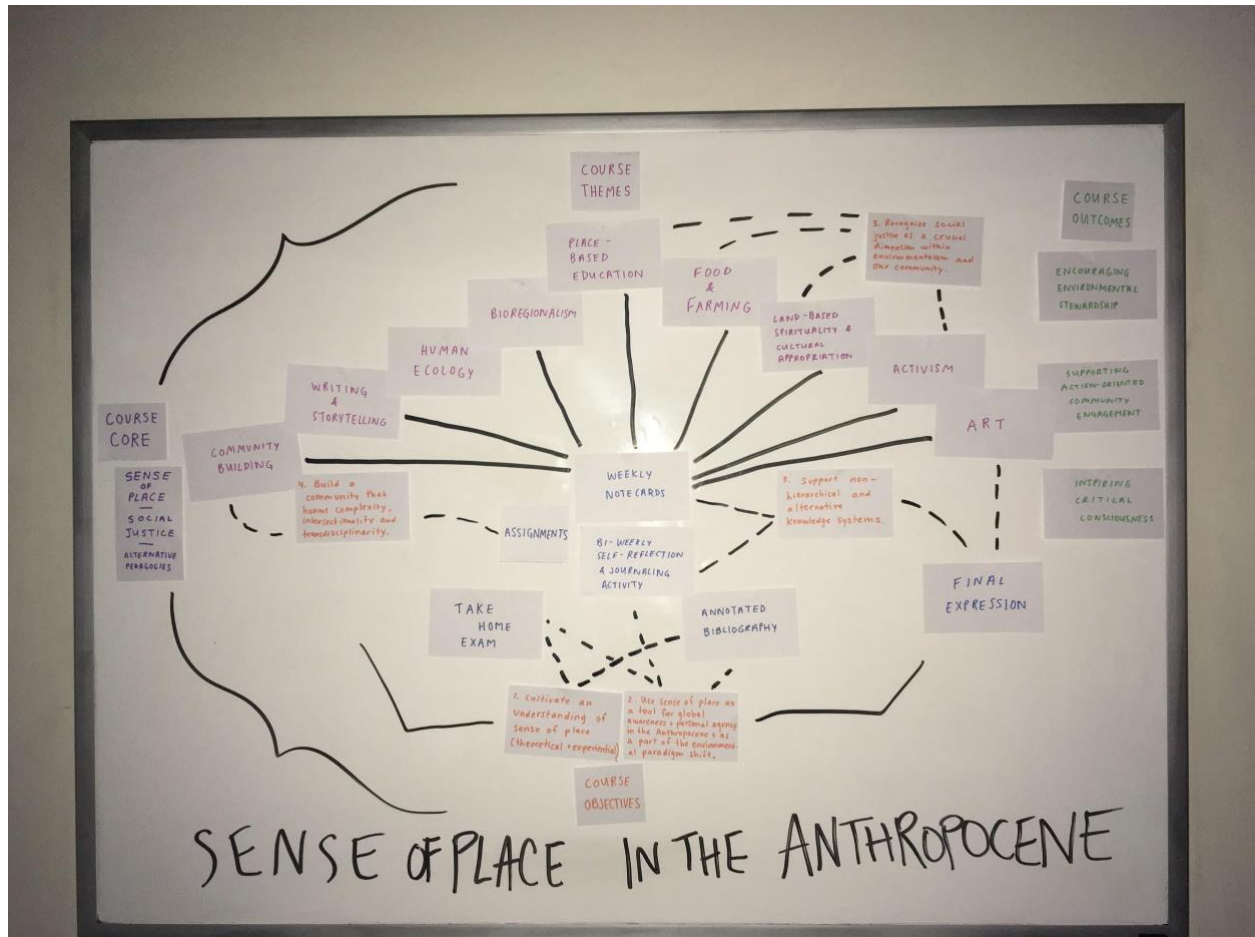 COURSE
THEMES
COURSE
OUTCOMES
PLACE-
BASED
EDUCATION
3. Recognize social
justice as a crucial
dimension within
environmentalism and
our community.
FOOD
&
FARMING
ENCOURAGING
ENVIRONMENTAL
STEWARDSHIP
BIOREGIONALISM
LAND-BASED
SPIRITUALITY &
CULTURAL
APPROPRIATION
HUMAN
ECOLOGY
ACTIVISM
SUPPORTING
ACTION-ORIENTED
COMMUNITY
ENGAGEMENT
WRITING
&
STORYTELLING
ART
COURSE
CORE
COMMUNITY
BUILDING
SENSE
OF
PLACE
—
SOCIAL
JUSTICE
—
ALTERNATIVE
PEDAGOGIES
WEEKLY
NOTECARDS
4. Build a
community that
honors complexity,
intersectionality and
transdisciplinarity.
5. Support non-
hierarchical and
alternative
knowledge systems.
INSPIRING
CRITICAL
CONSCIOUSNESS
ASSIGNMENTS
BI-WEEKLY
SELF-REFLECTION
& JOURNALING
ACTIVITY
TAKE
HOME
EXAM
ANNOTATED
BIBLIOGRAPHY
FINAL
EXPRESSION
1. Cultivate an
understanding of
sense of place
(theoretical + experiential)
2. Use sense of place as
a tool for global
awareness + personal agency
in the Anthropocene + as
a part of the environment-
al paradigm shift.
COURSE
OBJECTIVES
SENSE OF PLACE IN THE ANTHROPOCENE